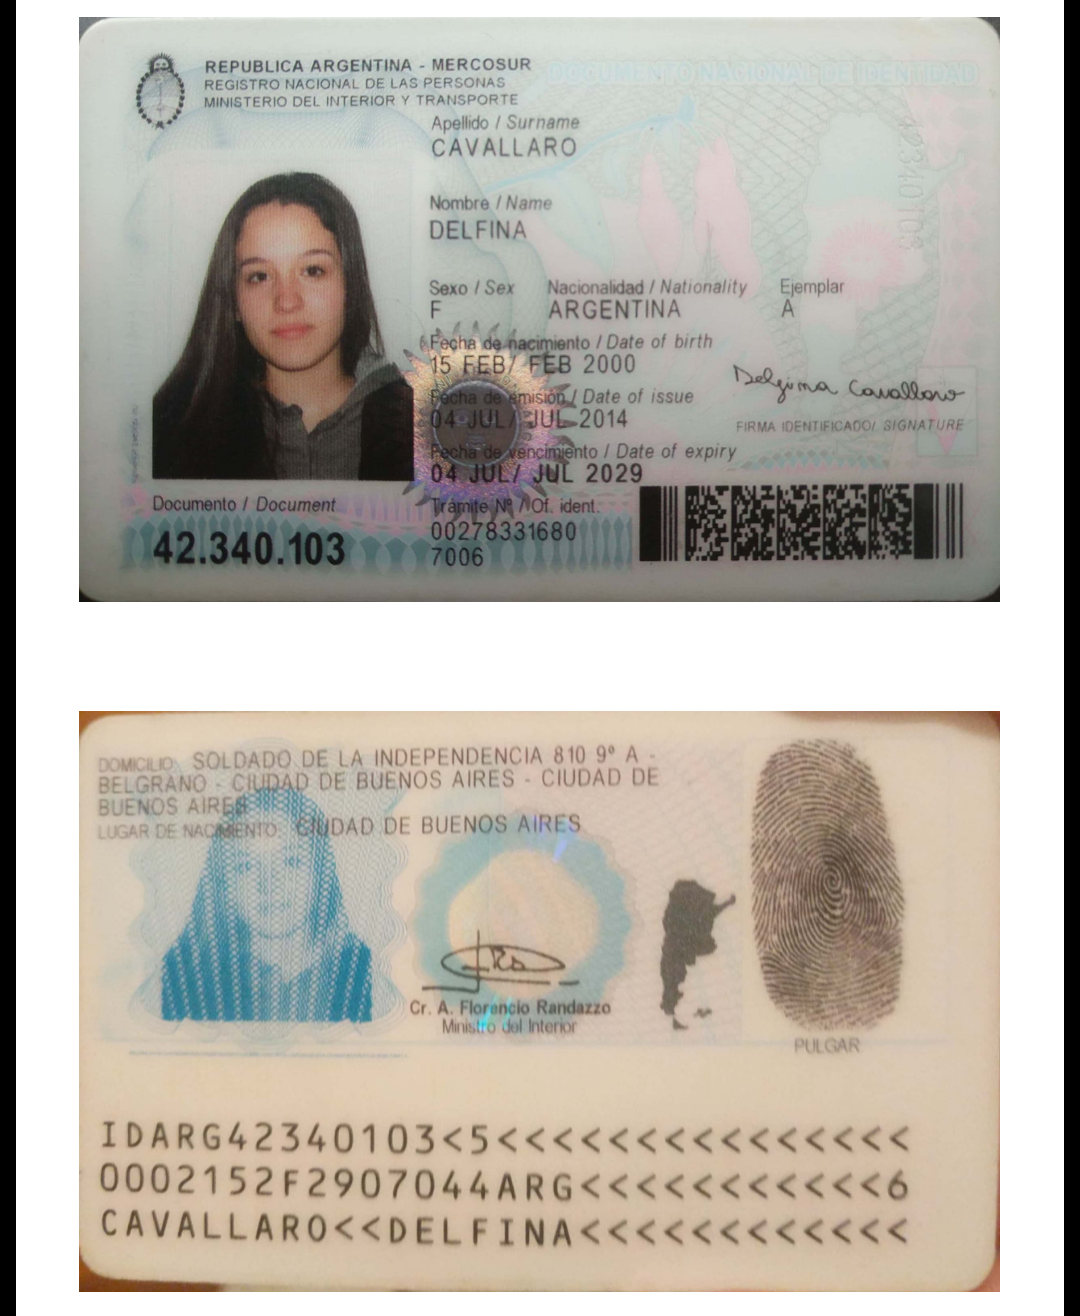 REPUBLICA ARGENTINA - MERCOSUR
REGISTRO NACIONAL DE LAS PERSONAS
MINISTERIO DEL INTERIOR Y TRANSPORTE
DOCUMENTO NACIONAL DE IDENTIDAD
Apellido / Surname
CAVALLARO
Nombre / Name
DELFINA
Sexo / Sex Nacionalidad / Nationality Ejemplar
F ARGENTINA A
Fecha de nacimiento / Date of birth
15 FEB/ FEB 2000
Fecha de emisión / Date of issue
04 JUL/ JUL 2014
Delfina Cavallaro
FIRMA IDENTIFICADO/ SIGNATURE
Fecha de vencimiento / Date of expiry
04 JUL/ JUL 2029
Documento / Document
42.340.103
Trámite Nº / Of. ident.
00278331680
7006
DOMICILIO: SOLDADO DE LA INDEPENDENCIA 810 9º A -
BELGRANO - CIUDAD DE BUENOS AIRES - CIUDAD DE
BUENOS AIRES
LUGAR DE NACIMIENTO: CIUDAD DE BUENOS AIRES
Cr. A. Florencio Randazzo
Ministro del Interior
PULGAR
IDARG42340103<5<<<<<<<<<<<<<<<
0002152F2907044ARG<<<<<<<<<<<6
CAVALLARO<<DELFINA<<<<<<<<<<<<